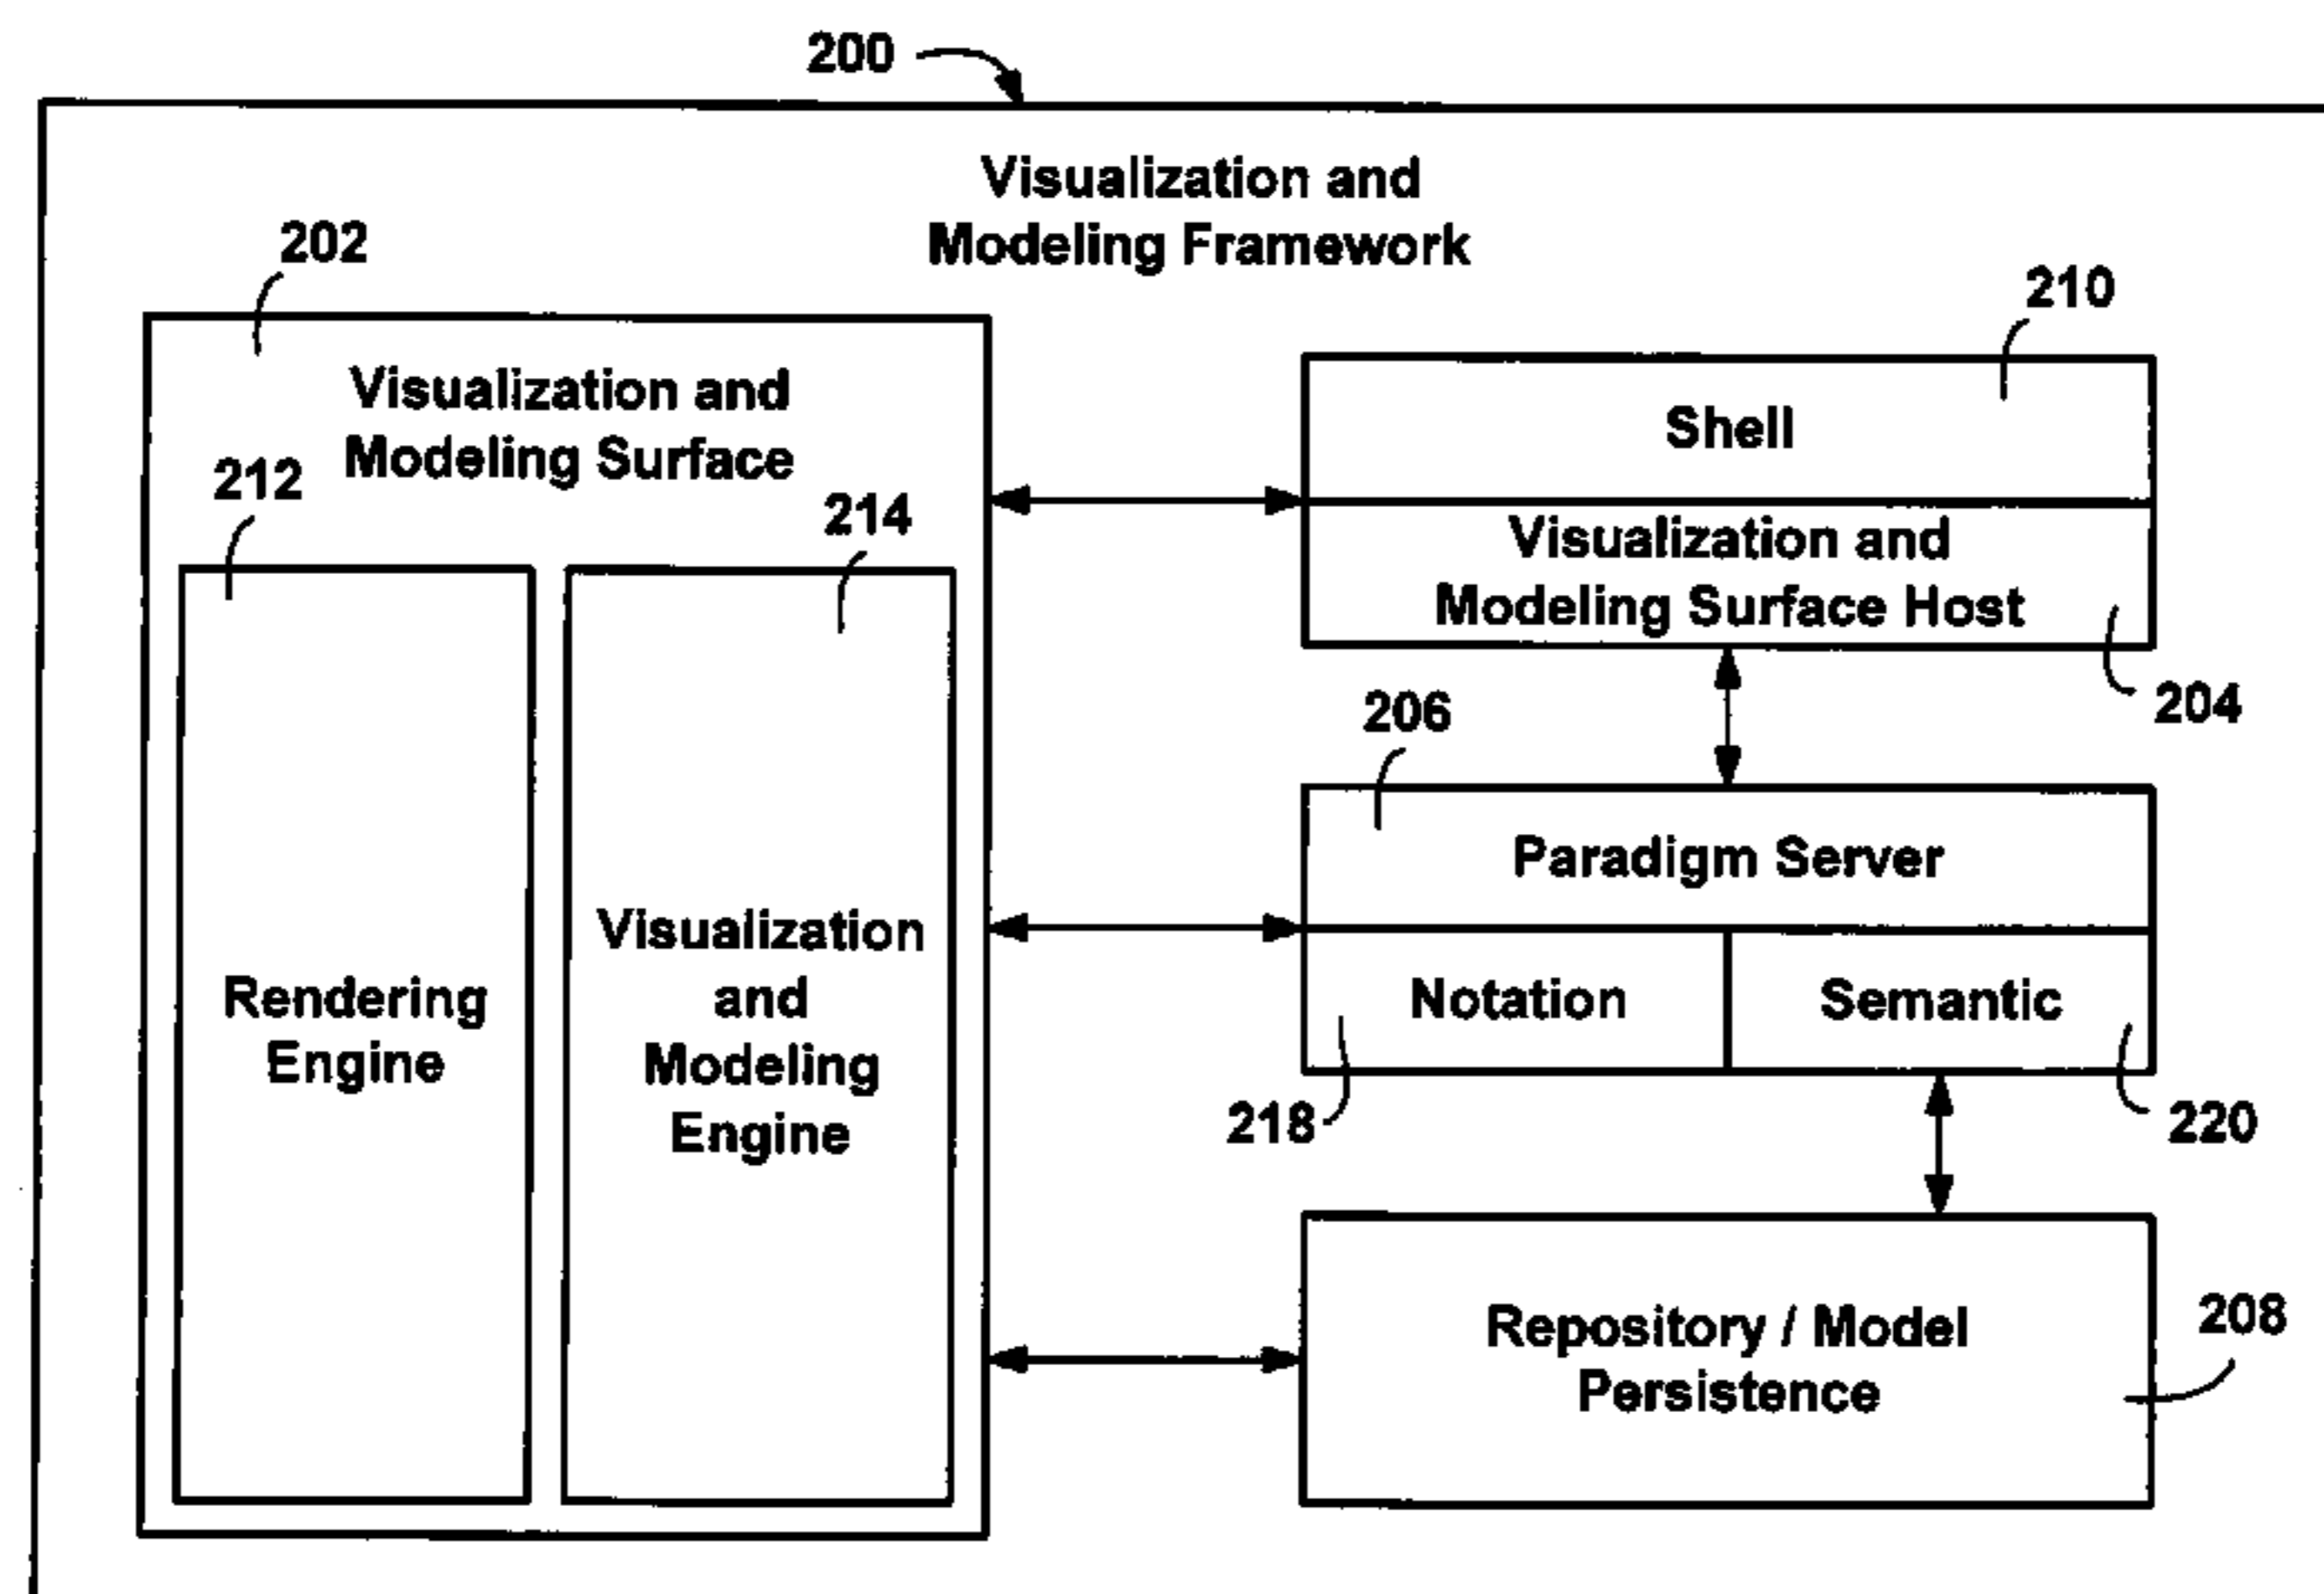 200
Visualization and
Modeling Framework
202
Visualization and
Modeling Surface
212
214
Rendering
Engine
Visualization
and
Modeling
Engine
210
Shell
Visualization and
Modeling Surface Host
204
206
Paradigm Server
Notation
Semantic
218
220
Repository / Model
Persistence
208